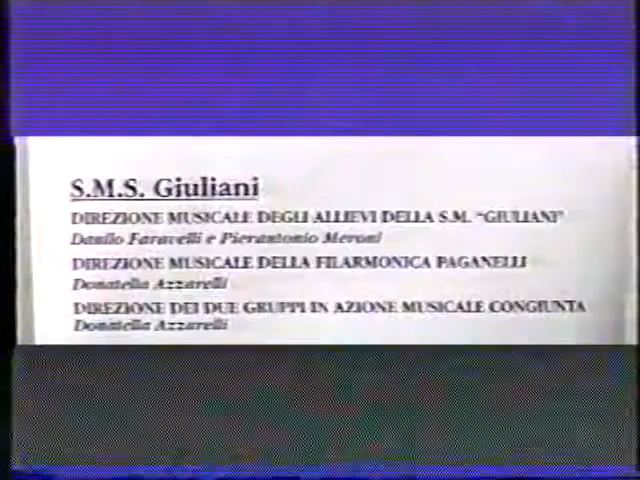 S.M.S. Giuliani
DIREZIONE MUSICALE DEGLI ALLIEVI DELLA S.M. "GIULIANI"
Danilo Faravelli e Pierantonio Meroni
DIREZIONE MUSICALE DELLA FILARMONICA PAGANELLI
Donatella Azzarelli
DIREZIONE DEI DUE GRUPPI IN AZIONE MUSICALE CONGIUNTA
Donatella Azzarelli